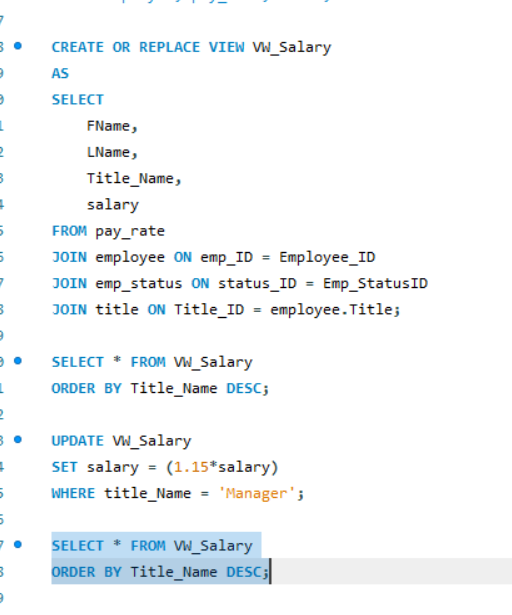 CREATE OR REPLACE VIEW VW_Salary
AS
SELECT
FName,
LName,
Title_Name,
salary
FROM pay_rate
JOIN employee ON emp_ID = Employee_ID
JOIN emp_status ON status_ID = Emp_StatusID
JOIN title ON Title_ID = employee.Title;
SELECT * FROM VW_Salary
ORDER BY Title_Name DESC;
UPDATE VW_Salary
SET salary = (1.15*salary)
WHERE title_Name = 'Manager';
SELECT * FROM VW_Salary
ORDER BY Title_Name DESC;